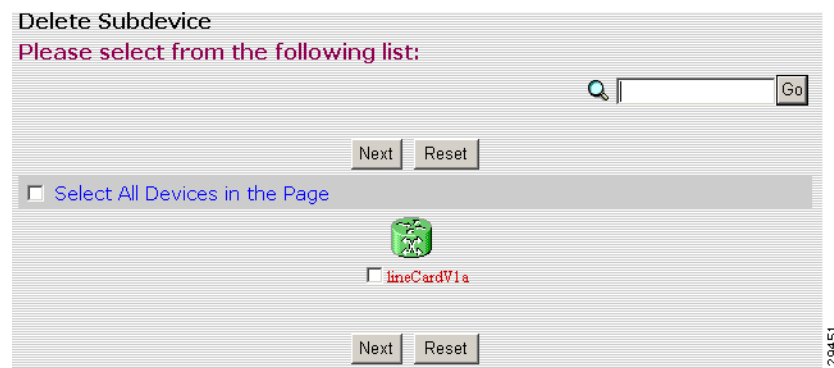 Delete Subdevice
Please select from the following list:
Go
Next Reset
Select All Devices in the Page
lineCardV1a
Next Reset
29451